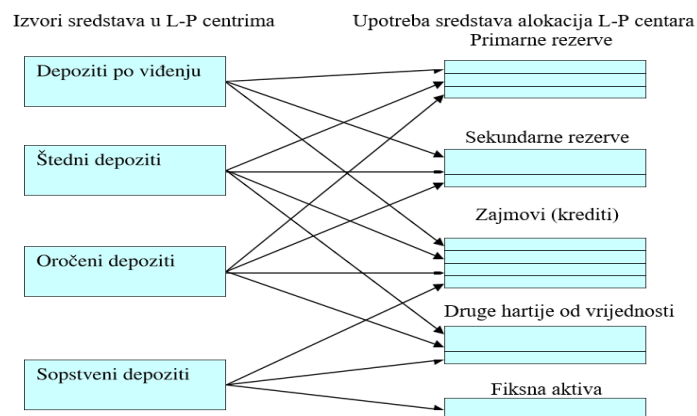 Izvori sredstava u L-P centrima
Upotreba sredstava alokacija L-P centara
Primarne rezerve
Depoziti po viđenju
Sekundarne rezerve
Štedni depoziti
Zajmovi (krediti)
Oročeni depoziti
Druge hartije od vrijednosti
Sopstveni depoziti
Fiksna aktiva